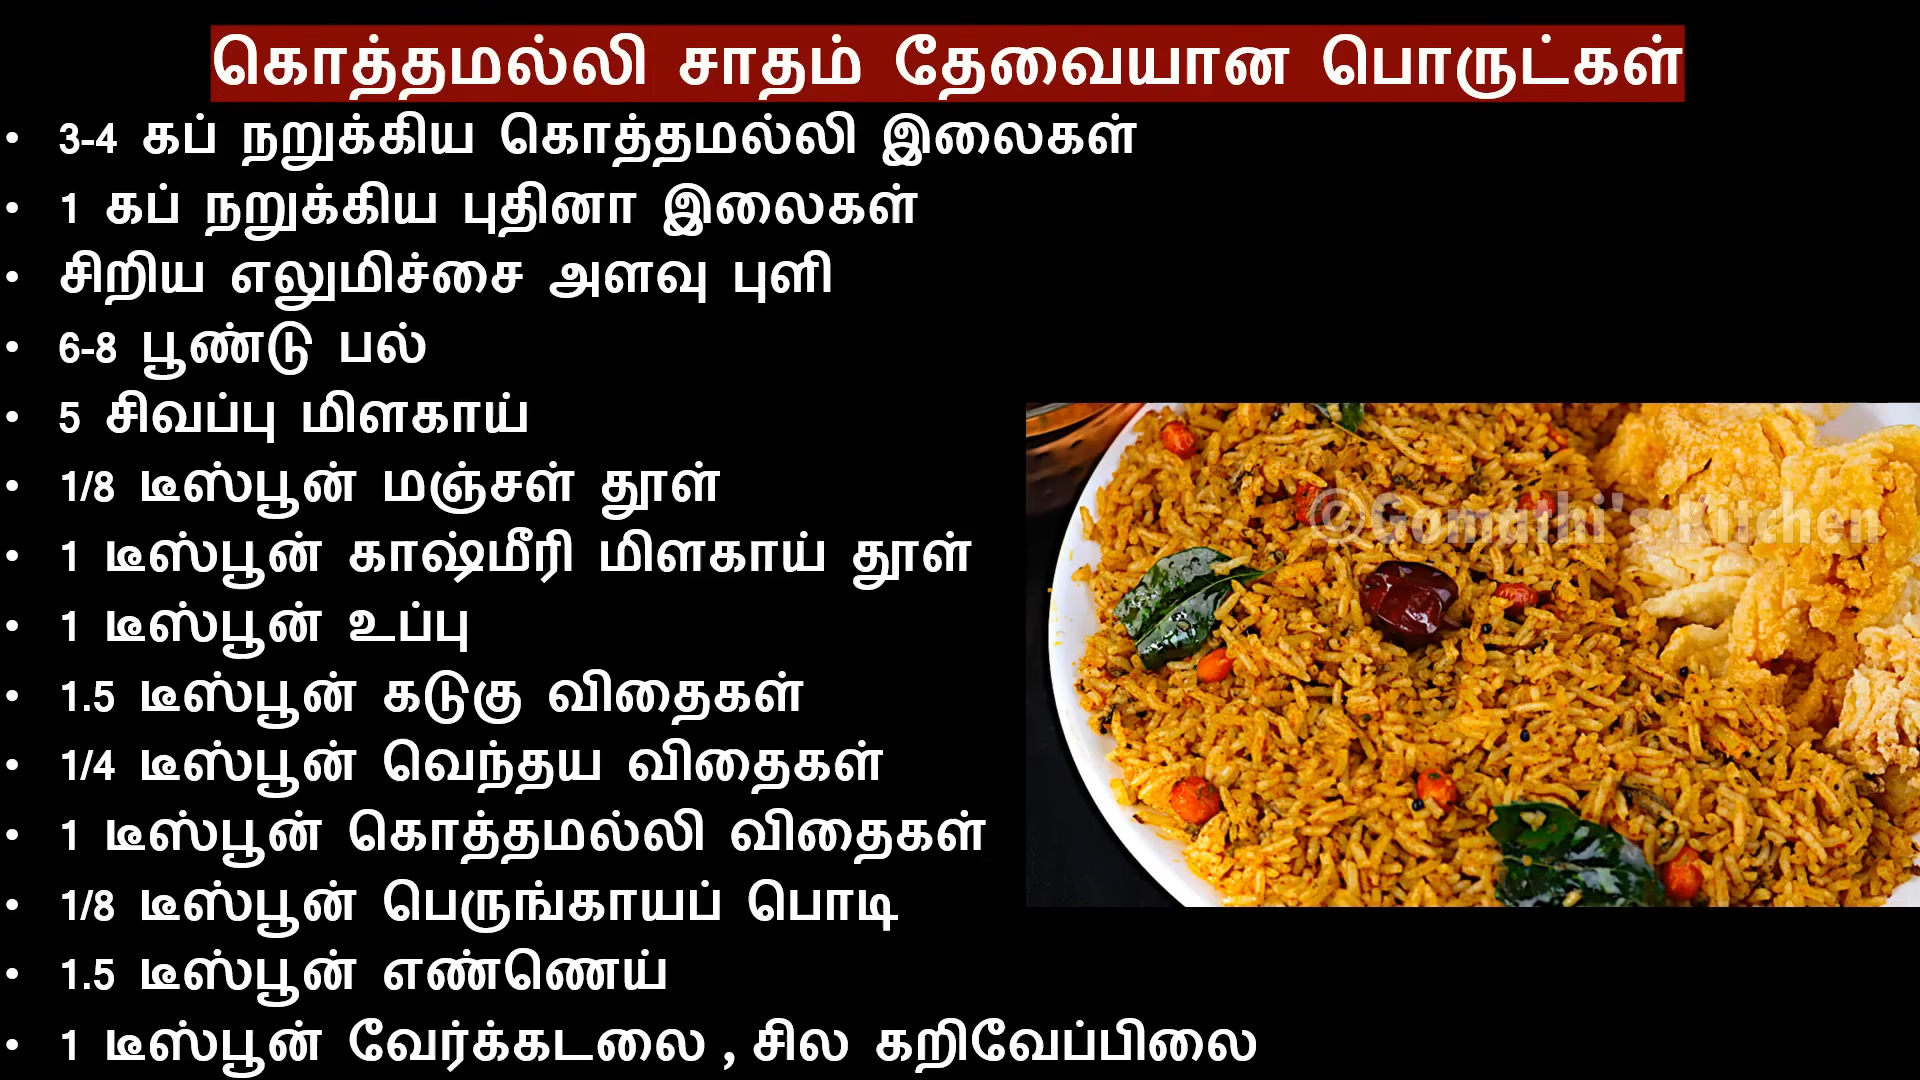 கொத்தமல்லி சாதம் தேவையான பொருட்கள்
• 3-4 கப் நறுக்கிய கொத்தமல்லி இலைகள்
• 1 கப் நறுக்கிய புதினா இலைகள்
• சிறிய எலுமிச்சை அளவு புளி
• 6-8 பூண்டு பல்
• 5 சிவப்பு மிளகாய்
• 1/8 டீஸ்பூன் மஞ்சள் தூள்
• 1 டீஸ்பூன் காஷ்மீரி மிளகாய் தூள்
• 1 டீஸ்பூன் உப்பு
• 1.5 டீஸ்பூன் கடுகு விதைகள்
• 1/4 டீஸ்பூன் வெந்தய விதைகள்
• 1 டீஸ்பூன் கொத்தமல்லி விதைகள்
• 1/8 டீஸ்பூன் பெருங்காயப் பொடி
• 1.5 டீஸ்பூன் எண்ணெய்
• 1 டீஸ்பூன் வேர்க்கடலை , சில கறிவேப்பிலை
©Gomathi's Kitchen